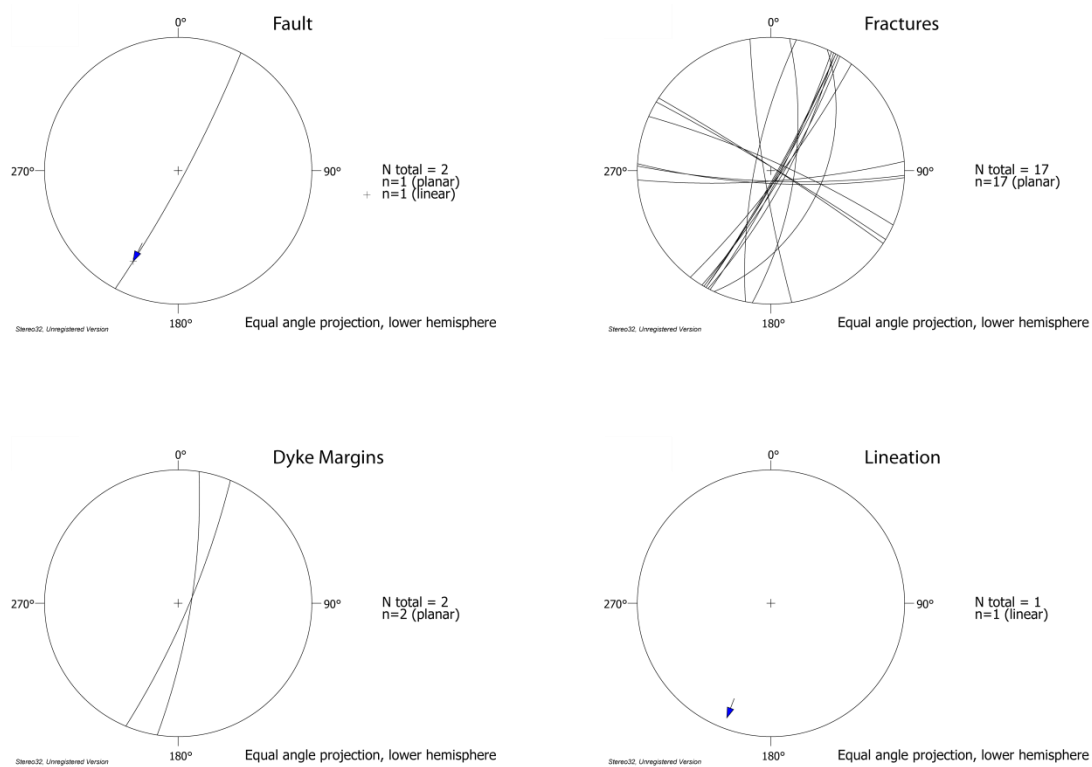 Fault
0°
270°
90°
180°
N total = 2
n=1 (planar)
n=1 (linear)
Stereo32, Unregistered Version
Equal angle projection, lower hemisphere
Fractures
0°
270°
90°
180°
N total = 17
n=17 (planar)
Stereo32, Unregistered Version
Equal angle projection, lower hemisphere
Dyke Margins
0°
270°
90°
180°
N total = 2
n=2 (planar)
Stereo32, Unregistered Version
Equal angle projection, lower hemisphere
Lineation
0°
270°
90°
180°
N total = 1
n=1 (linear)
Stereo32, Unregistered Version
Equal angle projection, lower hemisphere